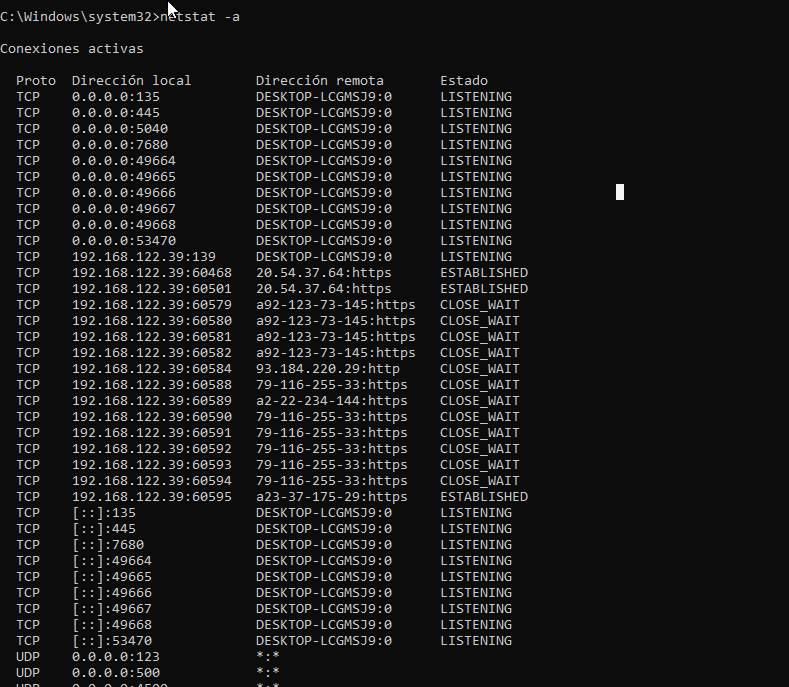 C:\Windows\system32>netstat -a
Conexiones activas
Proto Dirección local Dirección remota Estado
TCP 0.0.0.0:135 DESKTOP-LCGMSJ9:0 LISTENING
TCP 0.0.0.0:445 DESKTOP-LCGMSJ9:0 LISTENING
TCP 0.0.0.0:5040 DESKTOP-LCGMSJ9:0 LISTENING
TCP 0.0.0.0:7680 DESKTOP-LCGMSJ9:0 LISTENING
TCP 0.0.0.0:49664 DESKTOP-LCGMSJ9:0 LISTENING
TCP 0.0.0.0:49665 DESKTOP-LCGMSJ9:0 LISTENING
TCP 0.0.0.0:49666 DESKTOP-LCGMSJ9:0 LISTENING
TCP 0.0.0.0:49667 DESKTOP-LCGMSJ9:0 LISTENING
TCP 0.0.0.0:49668 DESKTOP-LCGMSJ9:0 LISTENING
TCP 0.0.0.0:53470 DESKTOP-LCGMSJ9:0 LISTENING
TCP 192.168.122.39:139 DESKTOP-LCGMSJ9:0 LISTENING
TCP 192.168.122.39:60468 20.54.37.64:https ESTABLISHED
TCP 192.168.122.39:60501 20.54.37.64:https ESTABLISHED
TCP 192.168.122.39:60579 a92-123-73-145:https CLOSE_WAIT
TCP 192.168.122.39:60580 a92-123-73-145:https CLOSE_WAIT
TCP 192.168.122.39:60581 a92-123-73-145:https CLOSE_WAIT
TCP 192.168.122.39:60582 a92-123-73-145:https CLOSE_WAIT
TCP 192.168.122.39:60584 93.184.220.29:http CLOSE_WAIT
TCP 192.168.122.39:60588 79-116-255-33:https CLOSE_WAIT
TCP 192.168.122.39:60589 a2-22-234-144:https CLOSE_WAIT
TCP 192.168.122.39:60590 79-116-255-33:https CLOSE_WAIT
TCP 192.168.122.39:60591 79-116-255-33:https CLOSE_WAIT
TCP 192.168.122.39:60592 79-116-255-33:https CLOSE_WAIT
TCP 192.168.122.39:60593 79-116-255-33:https CLOSE_WAIT
TCP 192.168.122.39:60594 79-116-255-33:https CLOSE_WAIT
TCP 192.168.122.39:60595 a23-37-175-29:https ESTABLISHED
TCP [::]:135 DESKTOP-LCGMSJ9:0 LISTENING
TCP [::]:445 DESKTOP-LCGMSJ9:0 LISTENING
TCP [::]:7680 DESKTOP-LCGMSJ9:0 LISTENING
TCP [::]:49664 DESKTOP-LCGMSJ9:0 LISTENING
TCP [::]:49665 DESKTOP-LCGMSJ9:0 LISTENING
TCP [::]:49666 DESKTOP-LCGMSJ9:0 LISTENING
TCP [::]:49667 DESKTOP-LCGMSJ9:0 LISTENING
TCP [::]:49668 DESKTOP-LCGMSJ9:0 LISTENING
TCP [::]:53470 DESKTOP-LCGMSJ9:0 LISTENING
UDP 0.0.0.0:123 *:*
UDP 0.0.0.0:500 *:*